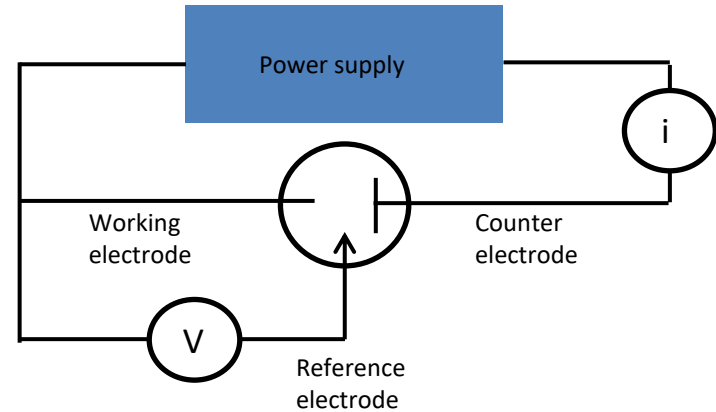 Power supply
i
Working
electrode
Counter
electrode
V
Reference
electrode